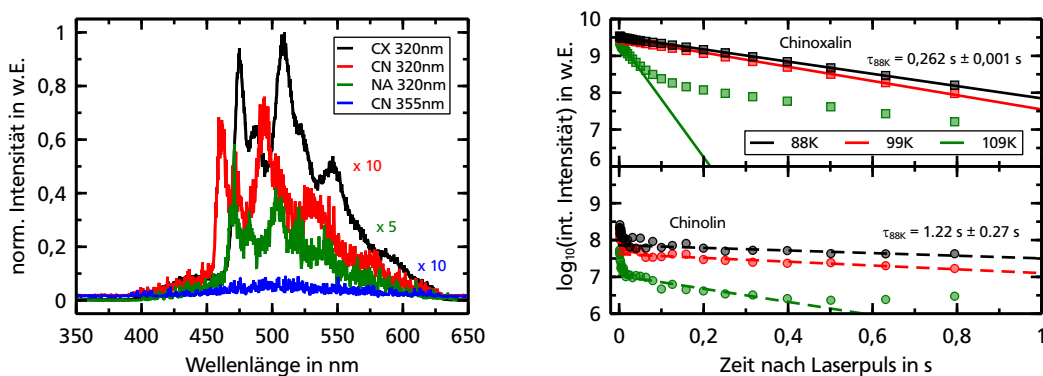 norm. Intensität in w.E.
1
0,8
0,6
0,4
0,2
0
350
400
450
500
550
600
650
Wellenlänge in nm
CX 320nm
CN 320nm
NA 320nm
CN 355nm
x 10
x 5
x 10
log₁₀(int. Intensität) in w.E.
10
9
8
7
6
Chinoxalin
τ88K = 0,262 s ± 0,001 s
88K
99K
109K
9
8
7
6
Chinolin
τ88K = 1.22 s ± 0.27 s
0
0,2
0,4
0,6
0,8
1
Zeit nach Laserpuls in s